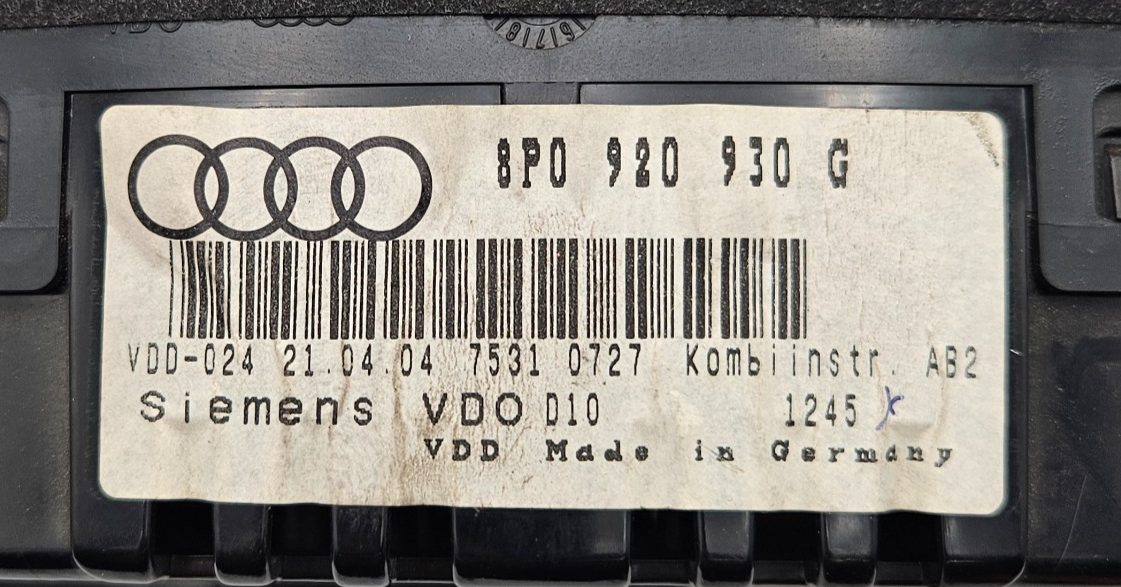 8P0 920 930 G
VDD-024 21.04.04 7531 0727 Kombiinstr. AB2
Siemens VDO D10 1245
VDD Made in Germany